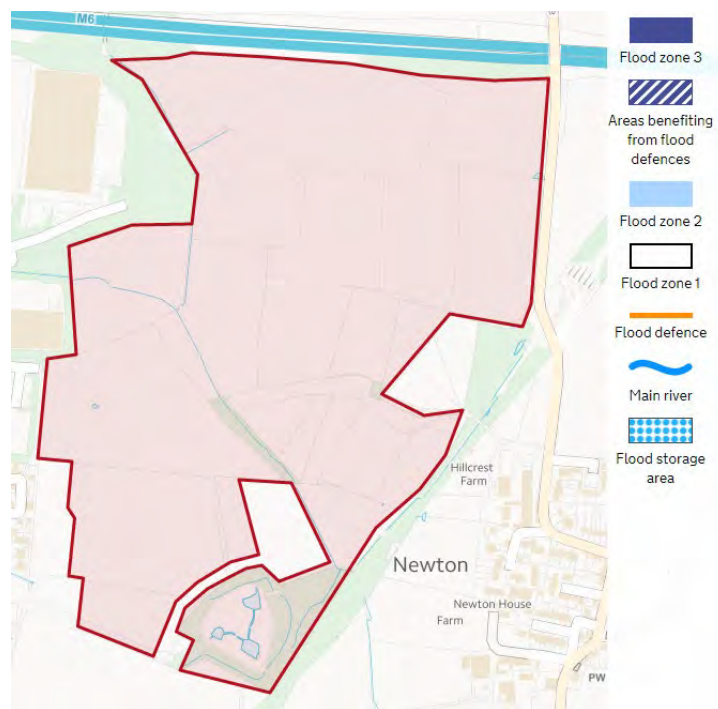 M6
Hillcrest
Farm
Newton
Newton House
Farm
PW
Flood zone 3
Areas benefiting
from flood
defences
Flood zone 2
Flood zone 1
Flood defence
Main river
Flood storage
area